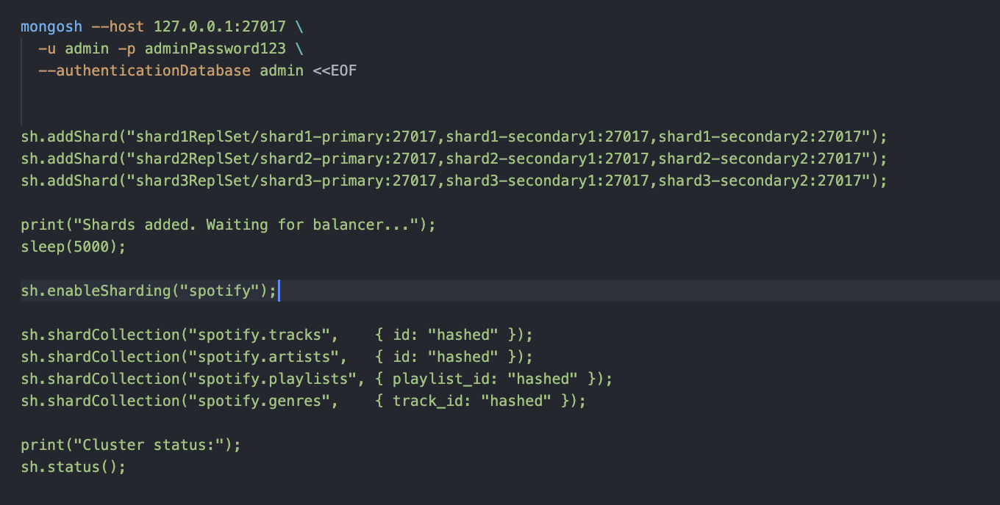 mongosh --host 127.0.0.1:27017 \
  -u admin -p adminPassword123 \
  --authenticationDatabase admin <<EOF
sh.addShard("shard1ReplSet/shard1-primary:27017,shard1-secondary1:27017,shard1-secondary2:27017");
sh.addShard("shard2ReplSet/shard2-primary:27017,shard2-secondary1:27017,shard2-secondary2:27017");
sh.addShard("shard3ReplSet/shard3-primary:27017,shard3-secondary1:27017,shard3-secondary2:27017");
print("Shards added. Waiting for balancer...");
sleep(5000);
sh.enableSharding("spotify");
sh.shardCollection("spotify.tracks",    { id: "hashed" });
sh.shardCollection("spotify.artists",   { id: "hashed" });
sh.shardCollection("spotify.playlists", { playlist_id: "hashed" });
sh.shardCollection("spotify.genres",    { track_id: "hashed" });
print("Cluster status:");
sh.status();